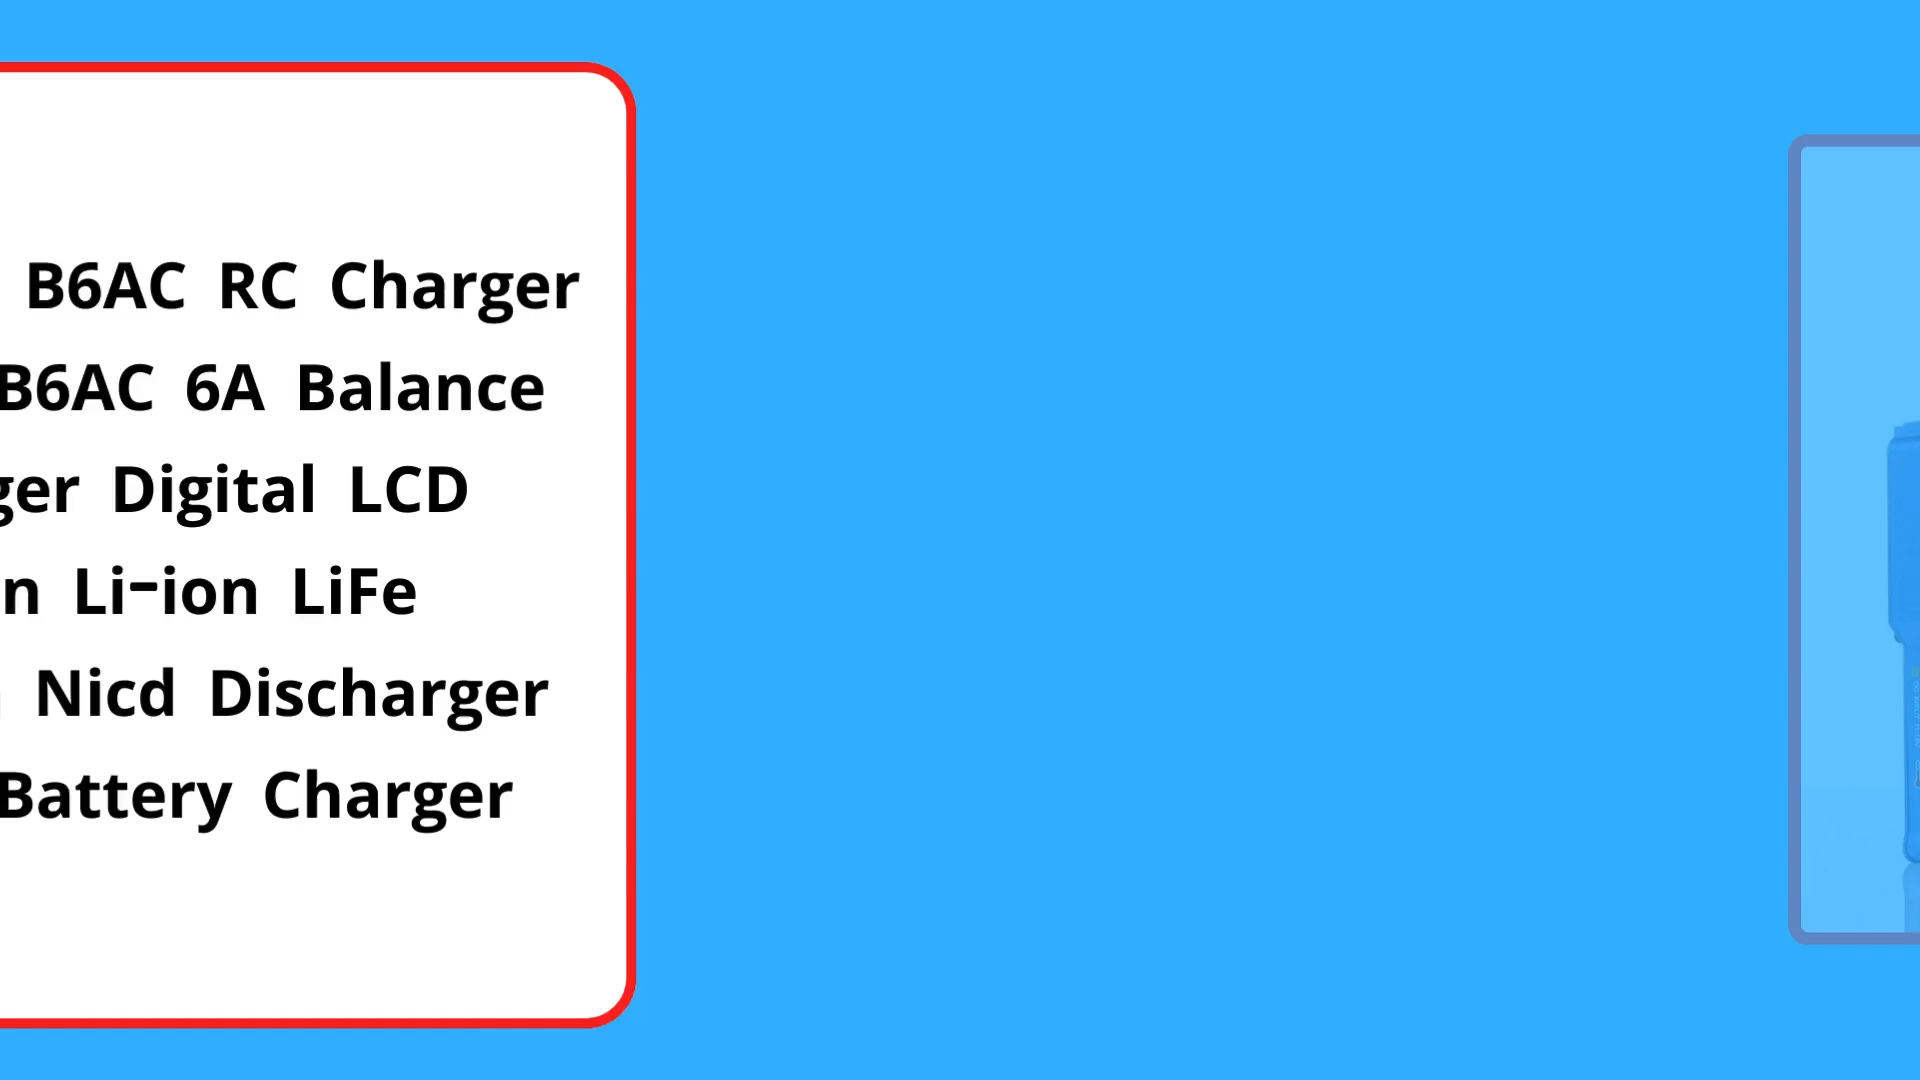 B6AC RC Charger
B6AC 6A Balance
ger Digital LCD
n Li-ion LiFe
Nicd Discharger
Battery Charger